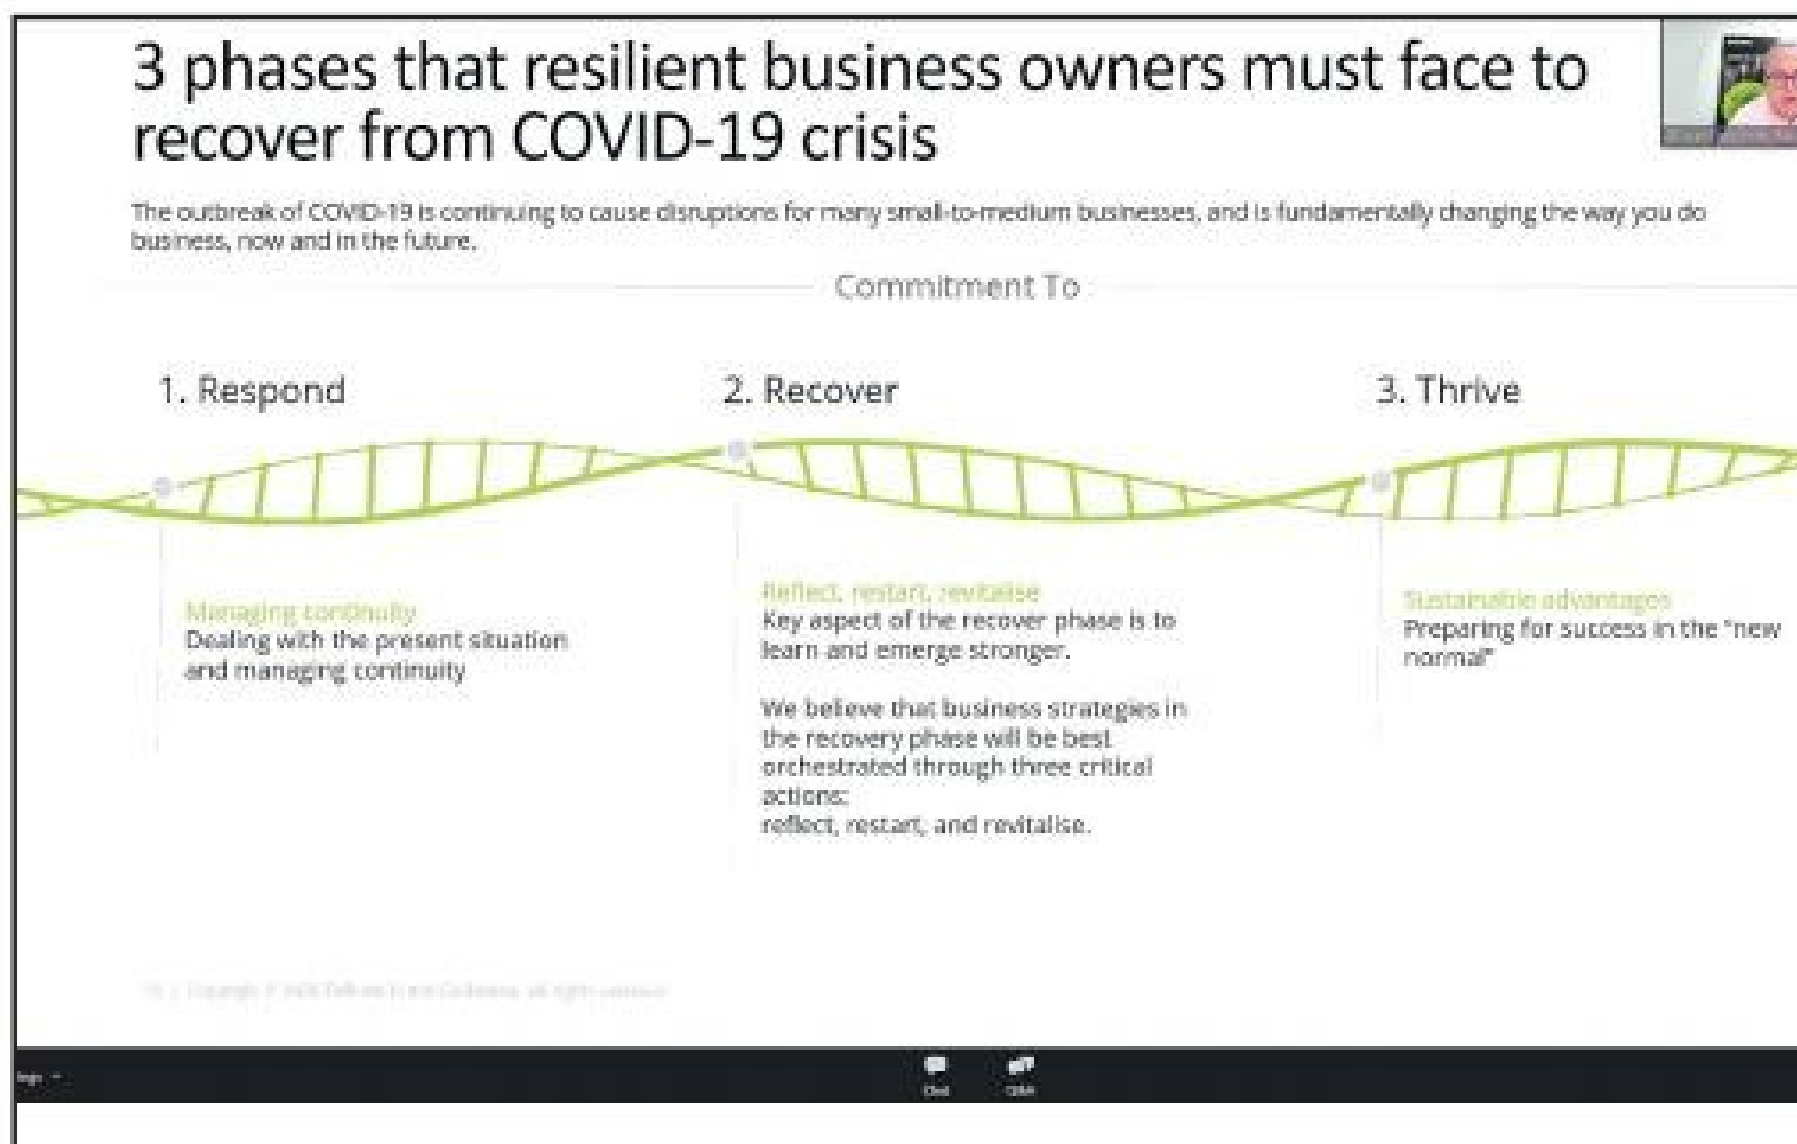 3 phases that resilient business owners must face to
recover from COVID-19 crisis
The outbreak of COVID-19 is continuing to cause disruptions for many small-to-medium businesses, and is fundamentally changing the way you do
business, now and in the future.
Commitment To
1. Respond
2. Recover
3. Thrive
Managing continuity
Dealing with the present situation
and managing continuity
Reflect, restart, revitalise
Key aspect of the recover phase is to
learn and emerge stronger.
We believe that business strategies in
the recovery phase will be best
orchestrated through three critical
actions:
reflect, restart, and revitalise.
Sustainable advantages
Preparing for success in the "new
normal"
Chat
Q&A